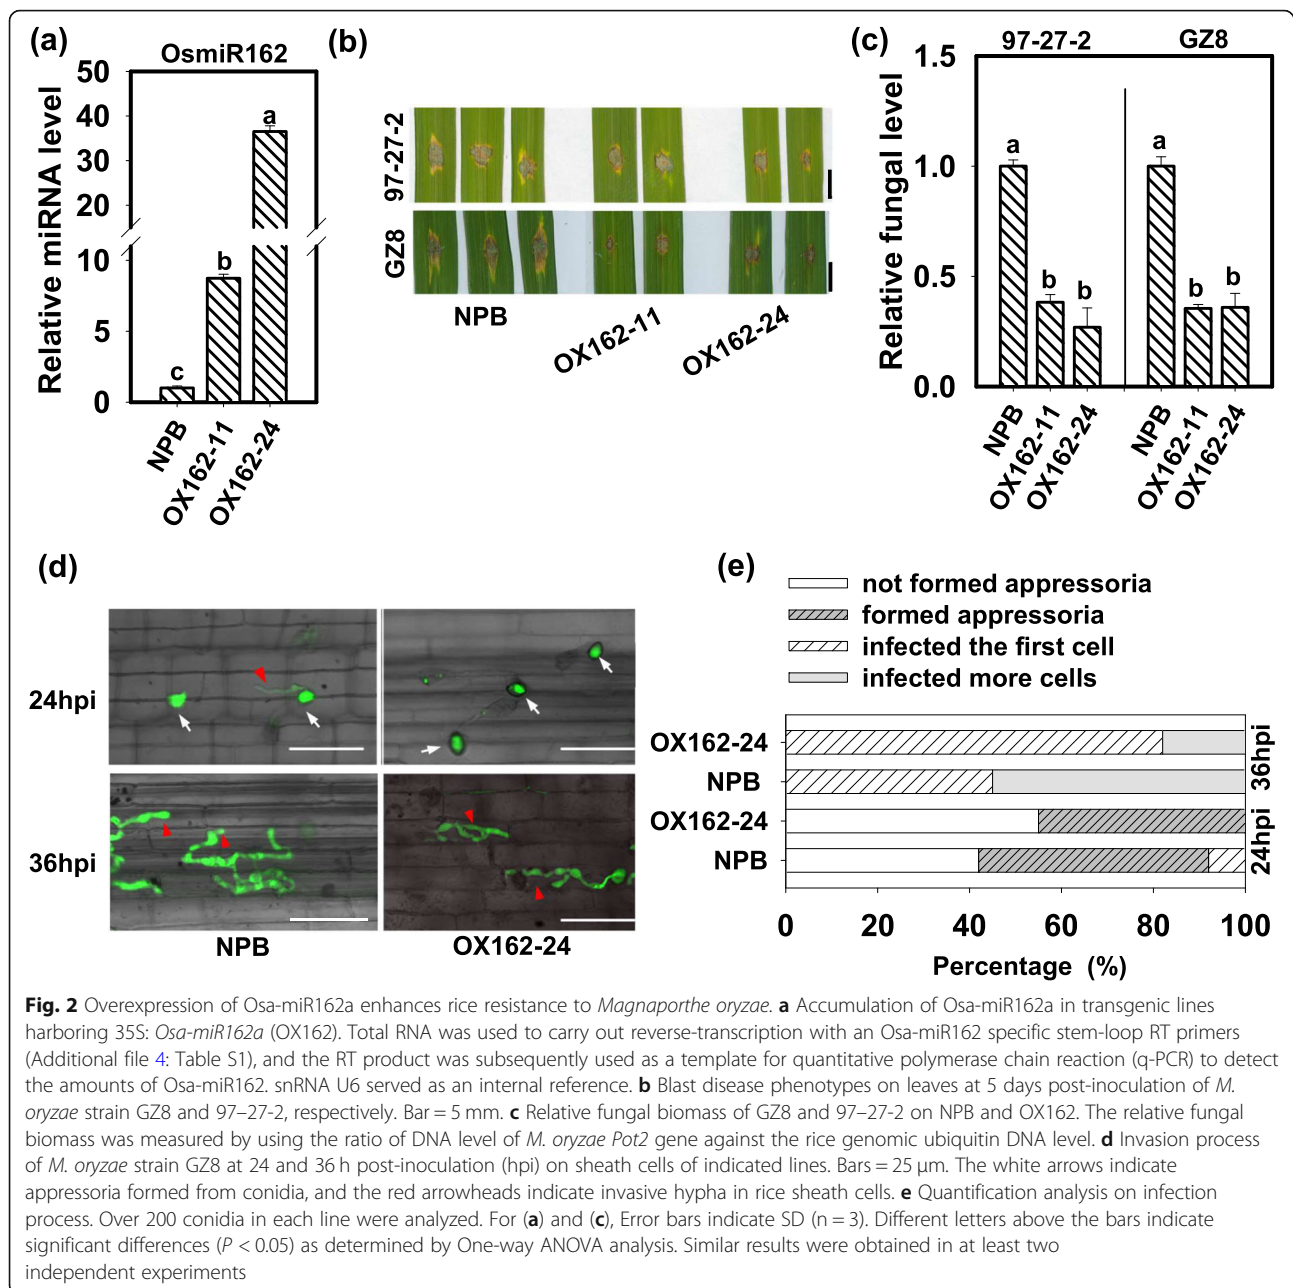 (a)
OsmiR162
Relative miRNA level
50
40
30
20
10
5
0
a
b
c
NPB
OX162-11
OX162-24
(b)
97-27-2
GZ8
NPB
OX162-11
OX162-24
(c)
97-27-2
GZ8
Relative fungal level
1.5
1.0
0.5
0.0
a
b
b
a
b
b
NPB
OX162-11
OX162-24
NPB
OX162-11
OX162-24
(d)
24hpi
36hpi
NPB
OX162-24
(e)
not formed appressoria
formed appressoria
infected the first cell
infected more cells
OX162-24
NPB
OX162-24
NPB
36hpi
24hpi
0 20 40 60 80 100
Percentage (%)
Fig. 2 Overexpression of Osa-miR162a enhances rice resistance to Magnaporthe oryzae. a Accumulation of Osa-miR162a in transgenic lines
harboring 35S: Osa-miR162a (OX162). Total RNA was used to carry out reverse-transcription with an Osa-miR162 specific stem-loop RT primers
(Additional file 4: Table S1), and the RT product was subsequently used as a template for quantitative polymerase chain reaction (q-PCR) to detect
the amounts of Osa-miR162. snRNA U6 served as an internal reference. b Blast disease phenotypes on leaves at 5 days post-inoculation of M.
oryzae strain GZ8 and 97–27-2, respectively. Bar = 5 mm. c Relative fungal biomass of GZ8 and 97–27-2 on NPB and OX162. The relative fungal
biomass was measured by using the ratio of DNA level of M. oryzae Pot2 gene against the rice genomic ubiquitin DNA level. d Invasion process
of M. oryzae strain GZ8 at 24 and 36 h post-inoculation (hpi) on sheath cells of indicated lines. Bars = 25 μm. The white arrows indicate
appressoria formed from conidia, and the red arrowheads indicate invasive hypha in rice sheath cells. e Quantification analysis on infection
process. Over 200 conidia in each line were analyzed. For (a) and (c), Error bars indicate SD (n = 3). Different letters above the bars indicate
significant differences (P < 0.05) as determined by One-way ANOVA analysis. Similar results were obtained in at least two
independent experiments